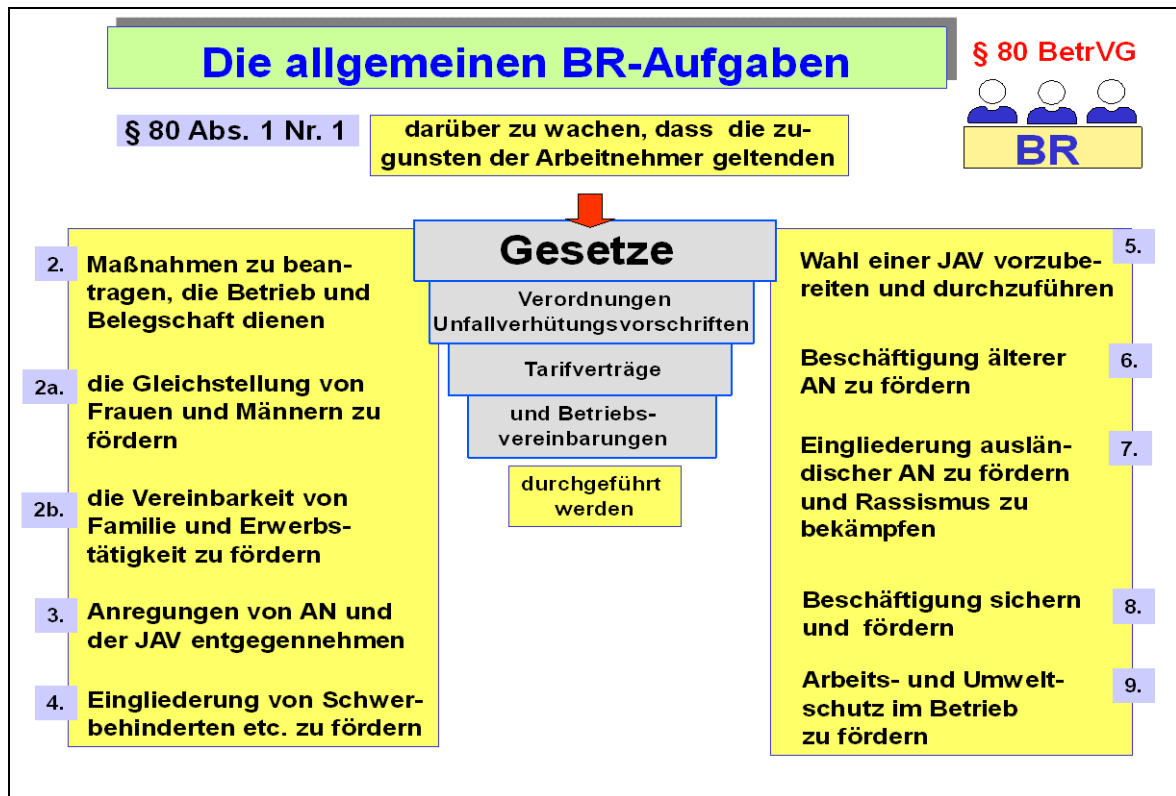 Die allgemeinen BR-Aufgaben
§ 80 BetrVG
BR
§ 80 Abs. 1 Nr. 1
darüber zu wachen, dass die zu-
gunsten der Arbeitnehmer geltenden
Gesetze
Verordnungen
Unfallverhütungsvorschriften
Tarifverträge
und Betriebs-
vereinbarungen
durchgeführt
werden
2. Maßnahmen zu bean-
tragen, die Betrieb und
Belegschaft dienen
2a. die Gleichstellung von
Frauen und Männern zu
fördern
2b. die Vereinbarkeit von
Familie und Erwerbs-
tätigkeit zu fördern
3. Anregungen von AN und
der JAV entgegennehmen
4. Eingliederung von Schwer-
behinderten etc. zu fördern
5.
Wahl einer JAV vorzube-
reiten und durchzuführen
6.
Beschäftigung älterer
AN zu fördern
7.
Eingliederung auslän-
discher AN zu fördern
und Rassismus zu
bekämpfen
8.
Beschäftigung sichern
und fördern
9.
Arbeits- und Umwelt-
schutz im Betrieb
zu fördern